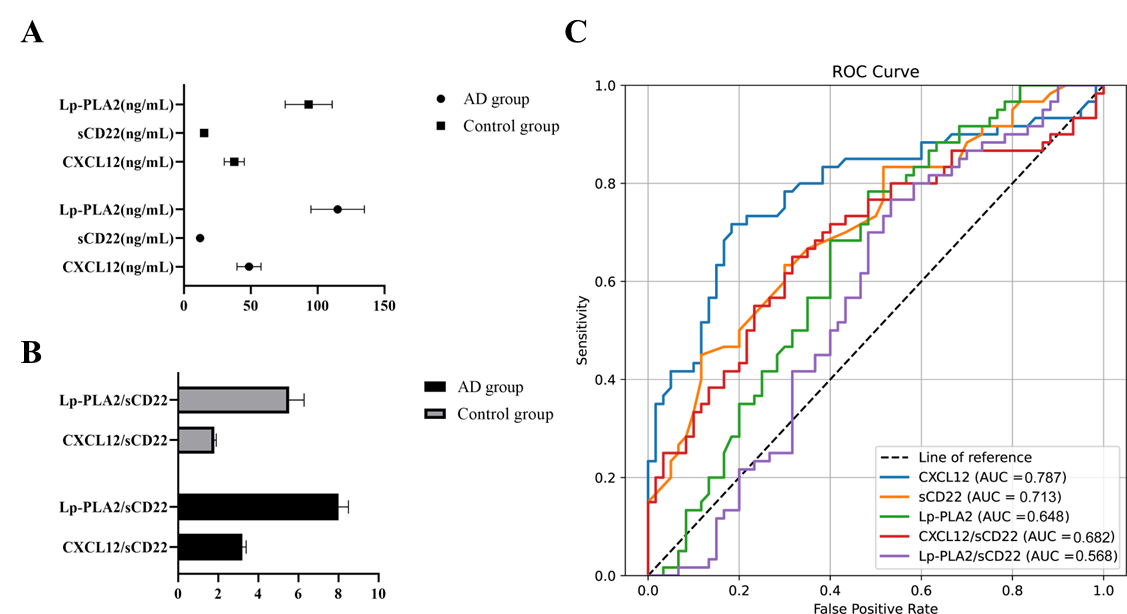 A
Lp-PLA2(ng/mL)
sCD22(ng/mL)
CXCL12(ng/mL)
Lp-PLA2(ng/mL)
sCD22(ng/mL)
CXCL12(ng/mL)
0 50 100 150
AD group
Control group
B
Lp-PLA2/sCD22
CXCL12/sCD22
Lp-PLA2/sCD22
CXCL12/sCD22
0 2 4 6 8 10
AD group
Control group
C
ROC Curve
Sensitivity
1.0
0.8
0.6
0.4
0.2
0.0
0.0 0.2 0.4 0.6 0.8 1.0
False Positive Rate
Line of reference
CXCL12 (AUC =0.787)
sCD22 (AUC =0.713)
Lp-PLA2 (AUC =0.648)
CXCL12/sCD22 (AUC =0.682)
Lp-PLA2/sCD22 (AUC =0.568)